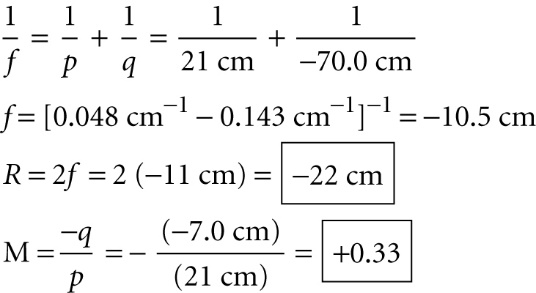 1/f = 1/p + 1/q = 1/21 cm + 1/−70.0 cm
f = [0.048 cm⁻¹ − 0.143 cm⁻¹]⁻¹ = −10.5 cm
R = 2f = 2 (−11 cm) = −22 cm
M = −q/p = − (−7.0 cm)/(21 cm) = +0.33